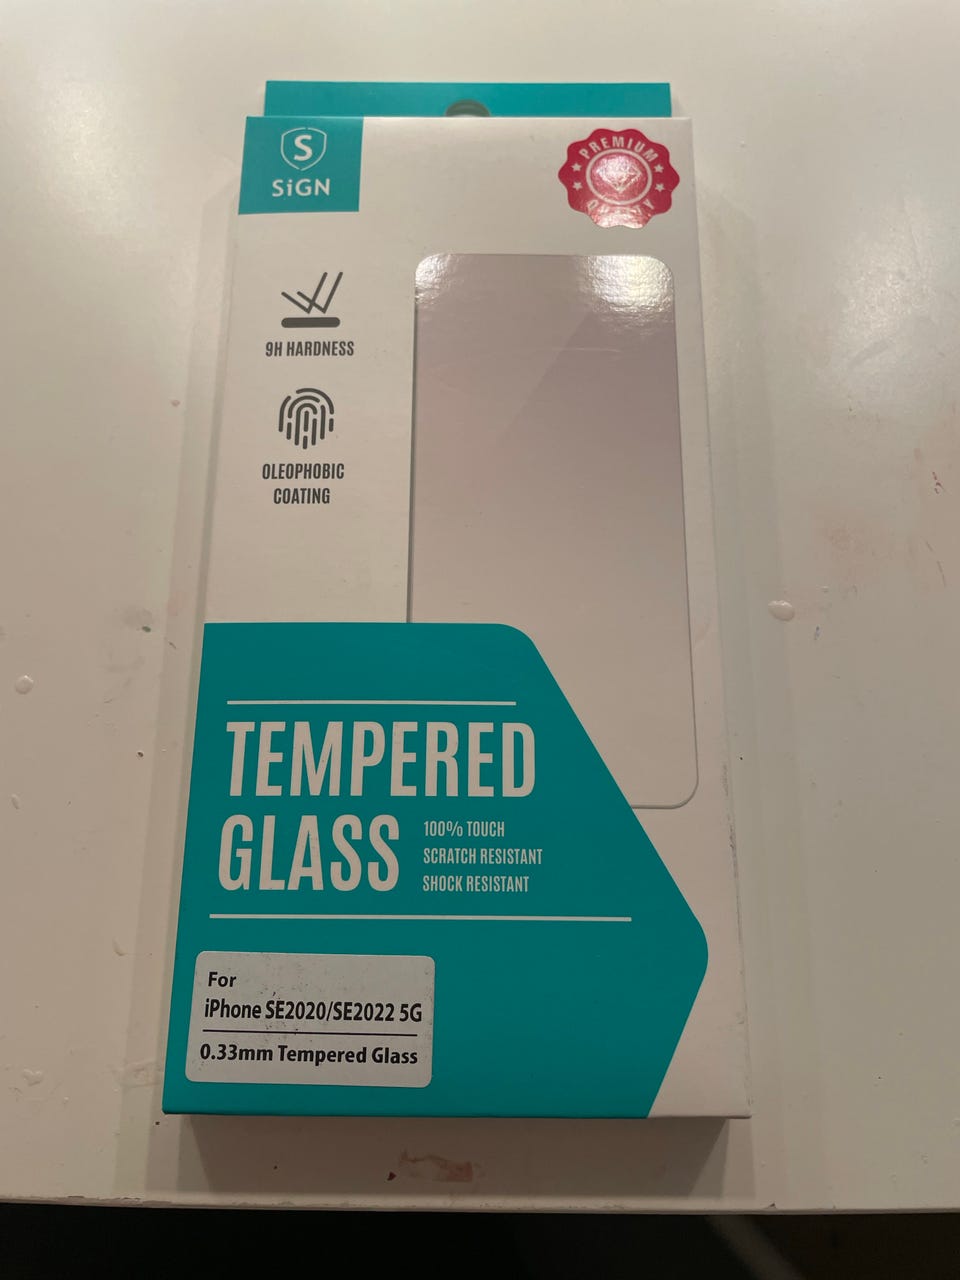 S
SiGN
PREMIUM
QUALITY
9H HARDNESS
OLEOPHOBIC
COATING
TEMPERED
GLASS
100% TOUCH
SCRATCH RESISTANT
SHOCK RESISTANT
For
iPhone SE2020/SE2022 5G
0.33mm Tempered Glass